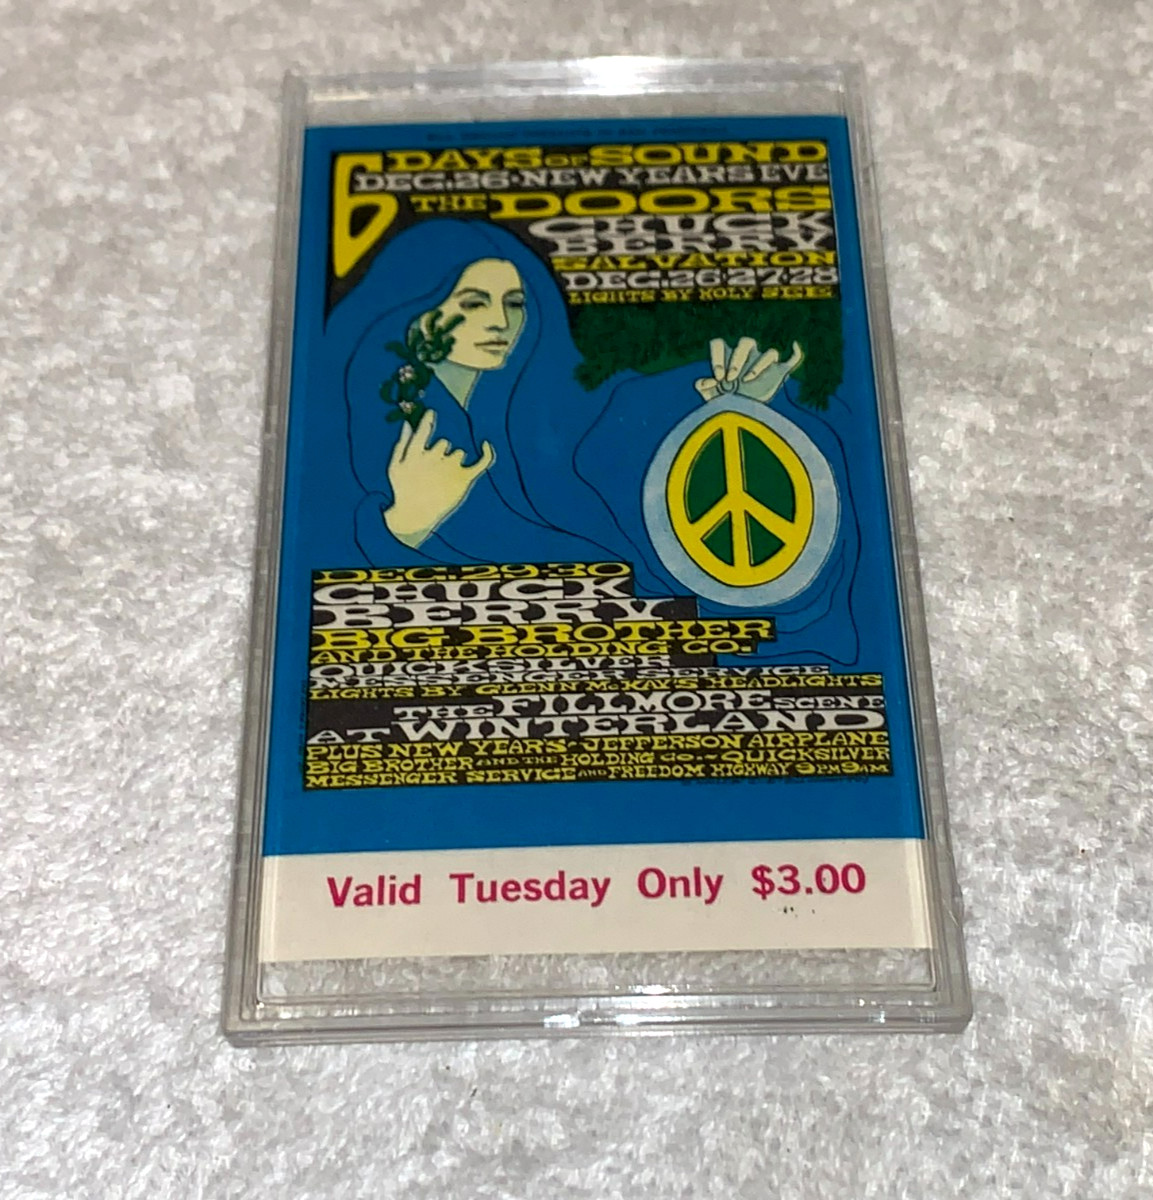 6 DAYS OF SOUND
DEC. 26 • NEW YEARS EVE
THE DOORS
CHUCK
BERRY
SALVATION
DEC. 26•27•28
LIGHTS BY HOLY SEE
DEC. 29•30
CHUCK
BERRY
BIG BROTHER
AND THE HOLDING CO.
QUICKSILVER
MESSENGER SERVICE
LIGHTS BY GLENN McKAY'S HEADLIGHTS
THE FILLMORE SCENE
AT WINTERLAND
PLUS NEW YEAR'S - JEFFERSON AIRPLANE
BIG BROTHER AND THE HOLDING CO. - QUICKSILVER
MESSENGER SERVICE AND FREEDOM HIGHWAY 9PM 9AM
Valid Tuesday Only $3.00